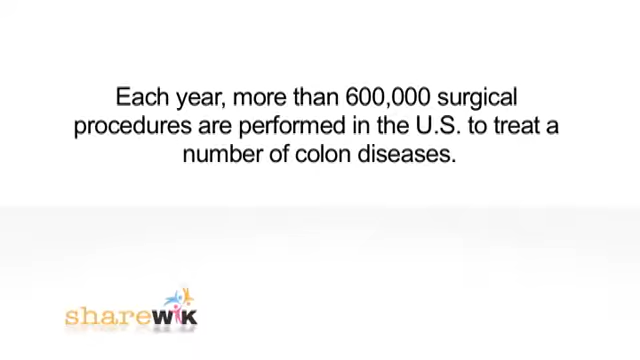 Each year, more than 600,000 surgical
procedures are performed in the U.S. to treat a
number of colon diseases.
sharewik